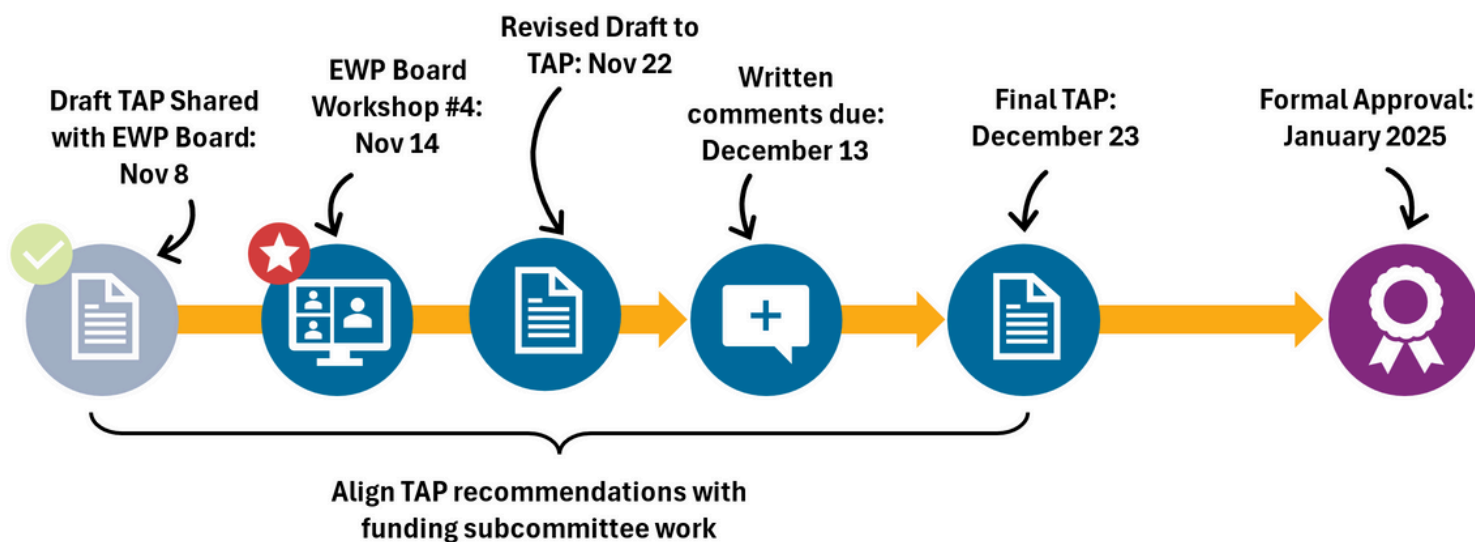 Draft TAP Shared
with EWP Board:
Nov 8
EWP Board
Workshop #4:
Nov 14
Revised Draft to
TAP: Nov 22
Written
comments due:
December 13
Final TAP:
December 23
Formal Approval:
January 2025
Align TAP recommendations with
funding subcommittee work